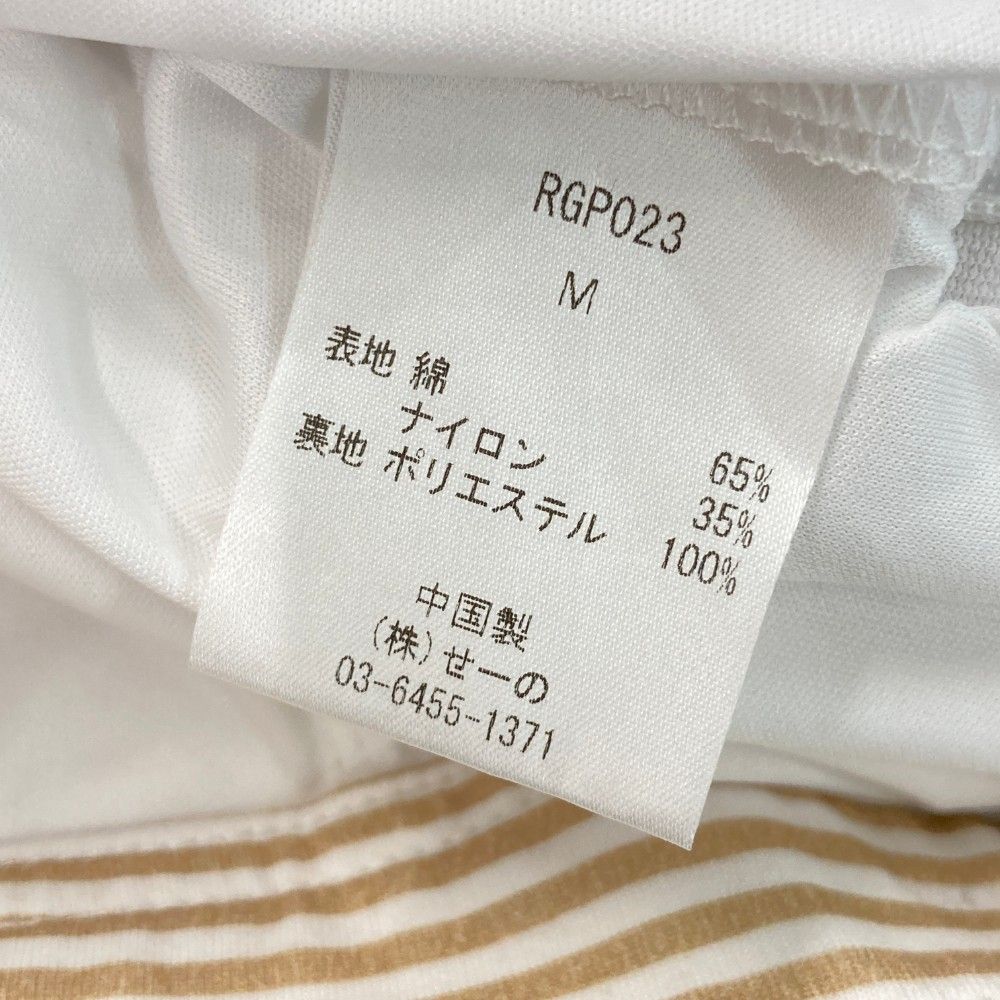 RGP023
M
表地 綿 65%
ナイロン 35%
裏地 ポリエステル 100%
中国製
(株)せーの
03-6455-1371